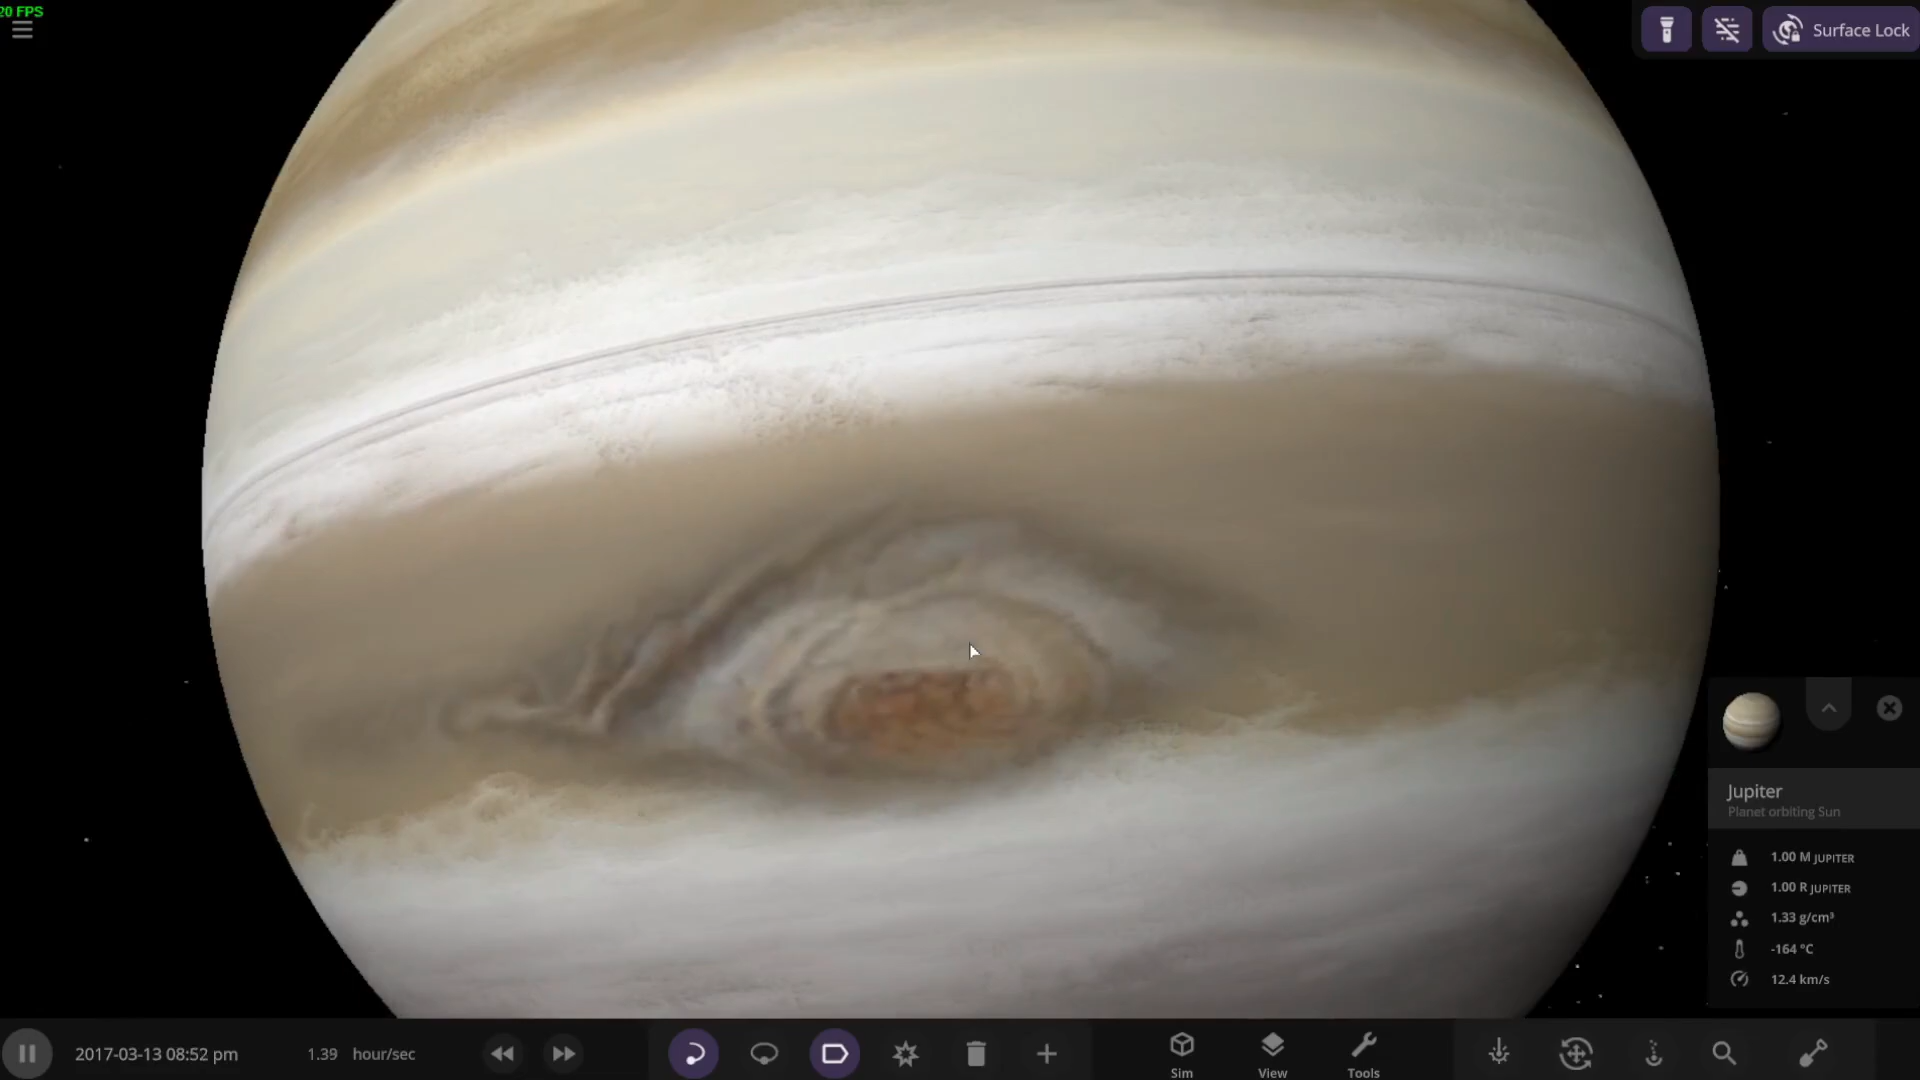 20 FPS
Surface Lock
Jupiter
Planet orbiting Sun
1.00 M JUPITER
1.00 R JUPITER
1.33 g/cm³
-164 °C
12.4 km/s
2017-03-13 08:52 pm
1.39 hour/sec
Sim
View
Tools